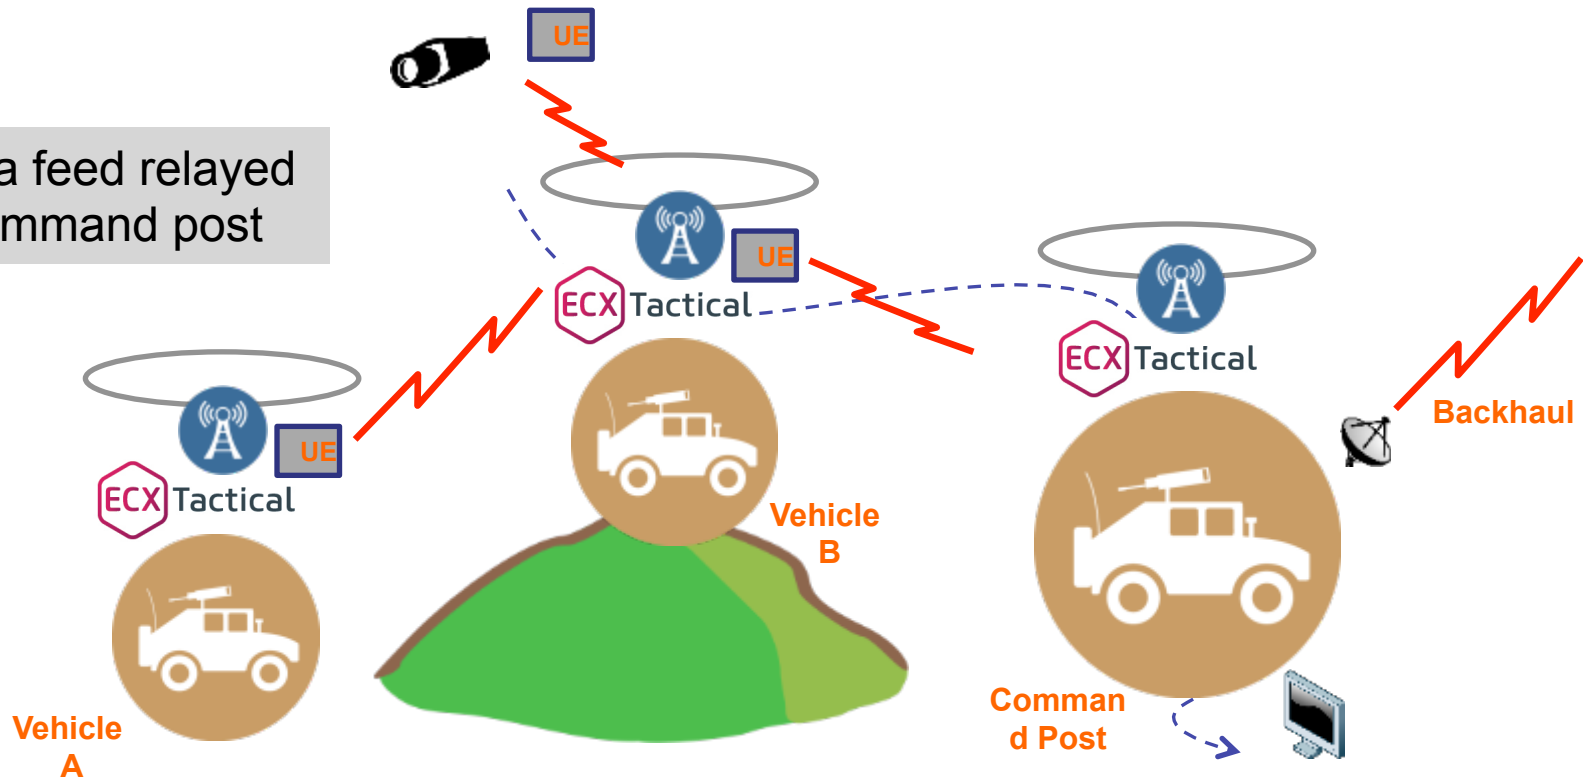 UE
a feed relayed
mmand post
UE
ECX Tactical
ECX Tactical
Backhaul
UE
ECX Tactical
Vehicle
B
Comman
d Post
Vehicle
A